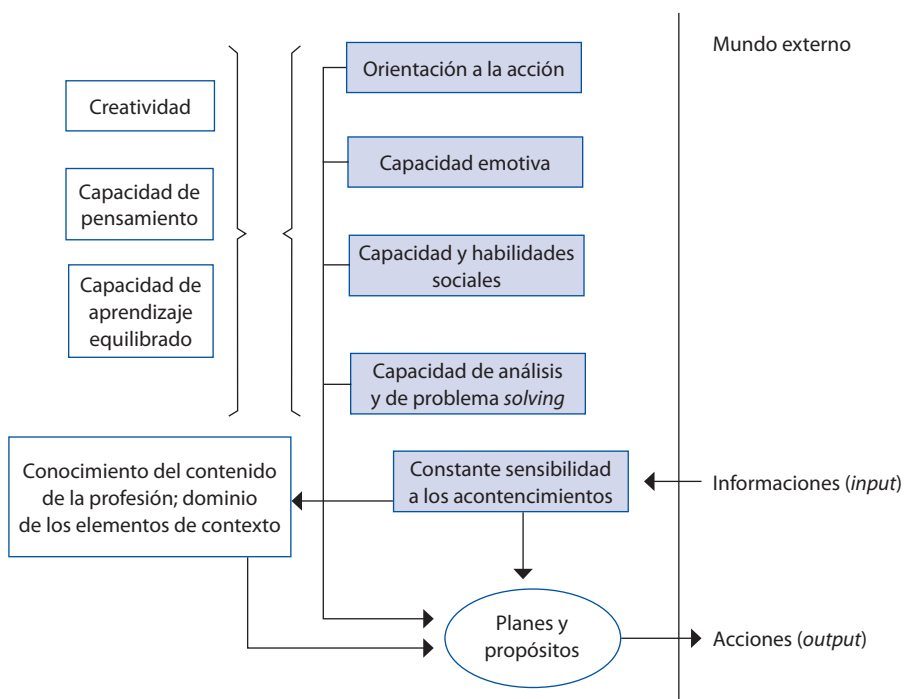 Mundo externo
Orientación a la acción
Creatividad
Capacidad emotiva
Capacidad de
pensamiento
Capacidad y habilidades
sociales
Capacidad de
aprendizaje
equilibrado
Capacidad de análisis
y de problema solving
Conocimiento del contenido
de la profesión; dominio
de los elementos de contexto
Constante sensibilidad
a los acontencimientos
Informaciones (input)
Planes y
propósitos
Acciones (output)